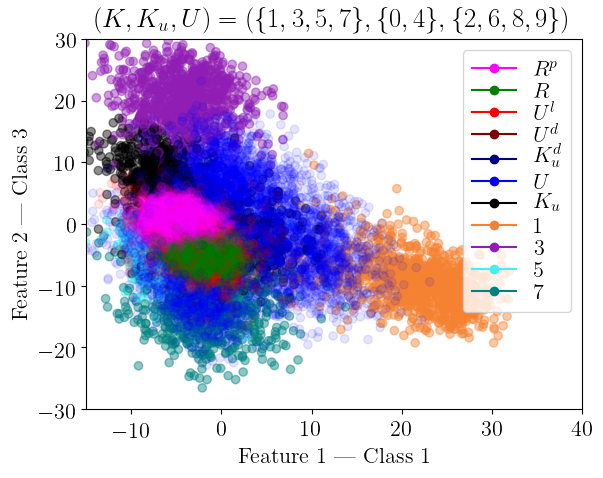 (K, K_u, U) = ({1, 3, 5, 7}, {0, 4}, {2, 6, 8, 9})
30
20
10
0
−10
−20
−30
−10
0
10
20
30
40
Feature 2 — Class 3
Feature 1 — Class 1
R^p
R
U^l
U^d
K_u^d
U
K_u
1
3
5
7